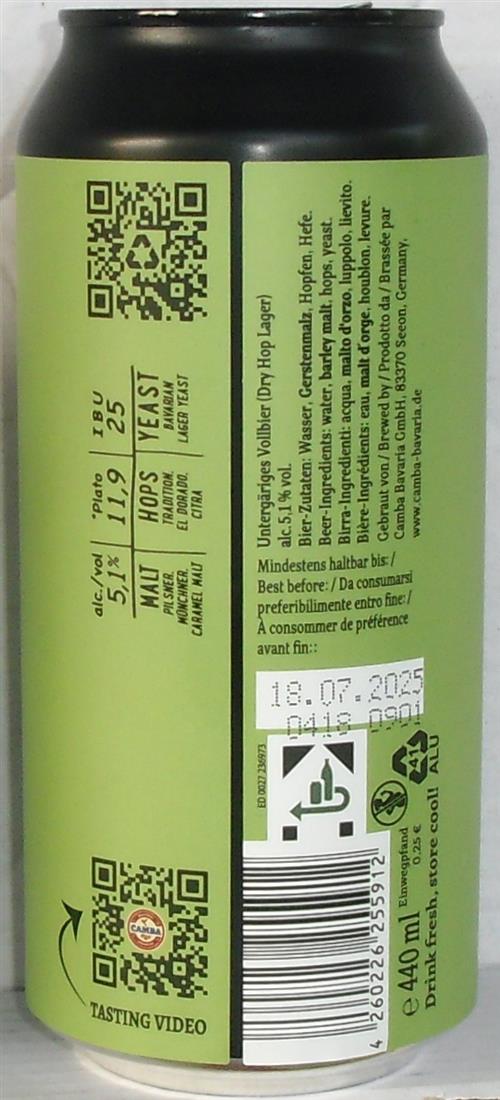 alc./vol
5,1%
°Plato
11,9
IBU
25
MALT
PILSNER,
MÜNCHNER,
CARAMEL MALT
HOPS
TRADITION,
EL DORADO,
CITRA
YEAST
BAVARIAN
LAGER YEAST
CAMBA
TASTING VIDEO
Untergäriges Vollbier (Dry Hop Lager)
alc. 5,1 % vol.
Bier-Zutaten: Wasser, Gerstenmalz, Hopfen, Hefe.
Beer-Ingredients: water, barley malt, hops, yeast.
Birra-Ingredienti: acqua, malto d'orzo, luppolo, lievito.
Bière-Ingrédients: eau, malt d'orge, houblon, levure.
Gebraut von / Brewed by / Prodotto da / Brassée par
Camba Bavaria GmbH, 83370 Seeon, Germany,
www.camba-bavaria.de
Mindestens haltbar bis: /
Best before: / Da consumarsi
preferibilimente entro fine: /
À consommer de préférence
avant fin::
18.07.2025
0418 0901
ED 0027 236973
41
ALU
Einwegpfand
0,25 €
4 260226 255912
e 440 ml
Drink fresh, store cool!